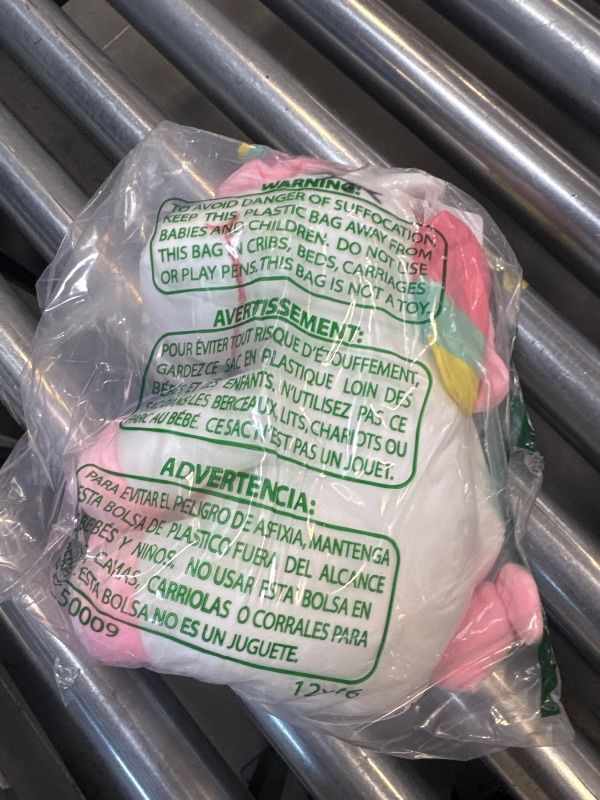 WARNING:
TO AVOID DANGER OF SUFFOCATION,
KEEP THIS PLASTIC BAG AWAY FROM
BABIES AND CHILDREN. DO NOT USE
THIS BAG IN CRIBS, BEDS, CARRIAGES
OR PLAY PENS. THIS BAG IS NOT A TOY.
AVERTISSEMENT:
POUR ÉVITER TOUT RISQUE D'ÉTOUFFEMENT,
GARDEZ CE SAC EN PLASTIQUE LOIN DES
BÉBÉS ET LES ENFANTS. N'UTILISEZ PAS CE
DANS LES BERCEAUX, LITS, CHARIOTS OU
PARC AU BÉBÉ. CE SAC N'EST PAS UN JOUET.
ADVERTENCIA:
PARA EVITAR EL PELIGRO DE ASFIXIA, MANTENGA
ESTA BOLSA DE PLASTICO FUERA DEL ALCANCE
BEBÉS Y NIÑOS. NO USAR ESTA BOLSA EN
CAMAS, CARRIOLAS O CORRALES PARA
ESTA BOLSA NO ES UN JUGUETE.
50009